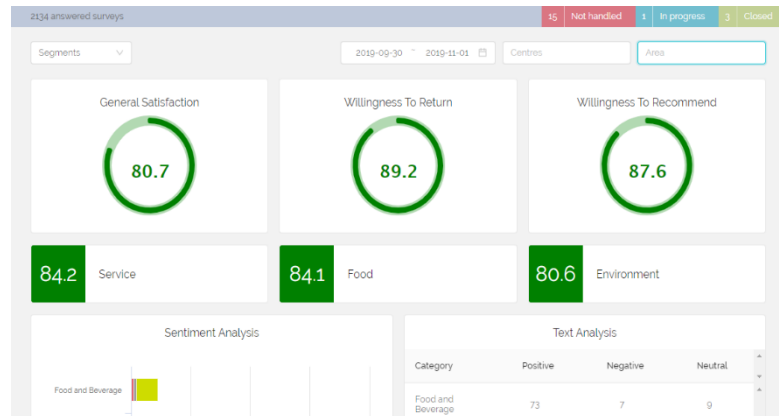 2134 answered surveys 15 Not handled 1 In progress 3 Closed
Segments 2019-09-30 ~ 2019-11-01 Centres Area
General Satisfaction Willingness To Return Willingness To Recommend
80.7 89.2 87.6
84.2 Service 84.1 Food 80.6 Environment
Sentiment Analysis Text Analysis
Category Positive Negative Neutral
Food and Beverage
Food and
Beverage 73 7 9